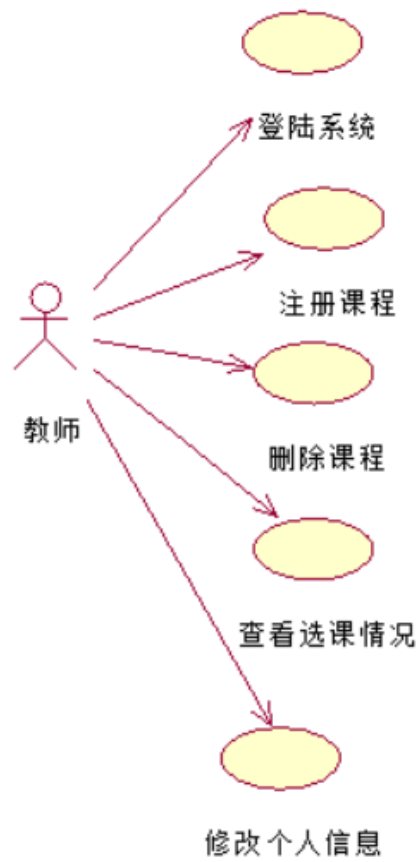 登陆系统
注册课程
教师
删除课程
查看选课情况
修改个人信息